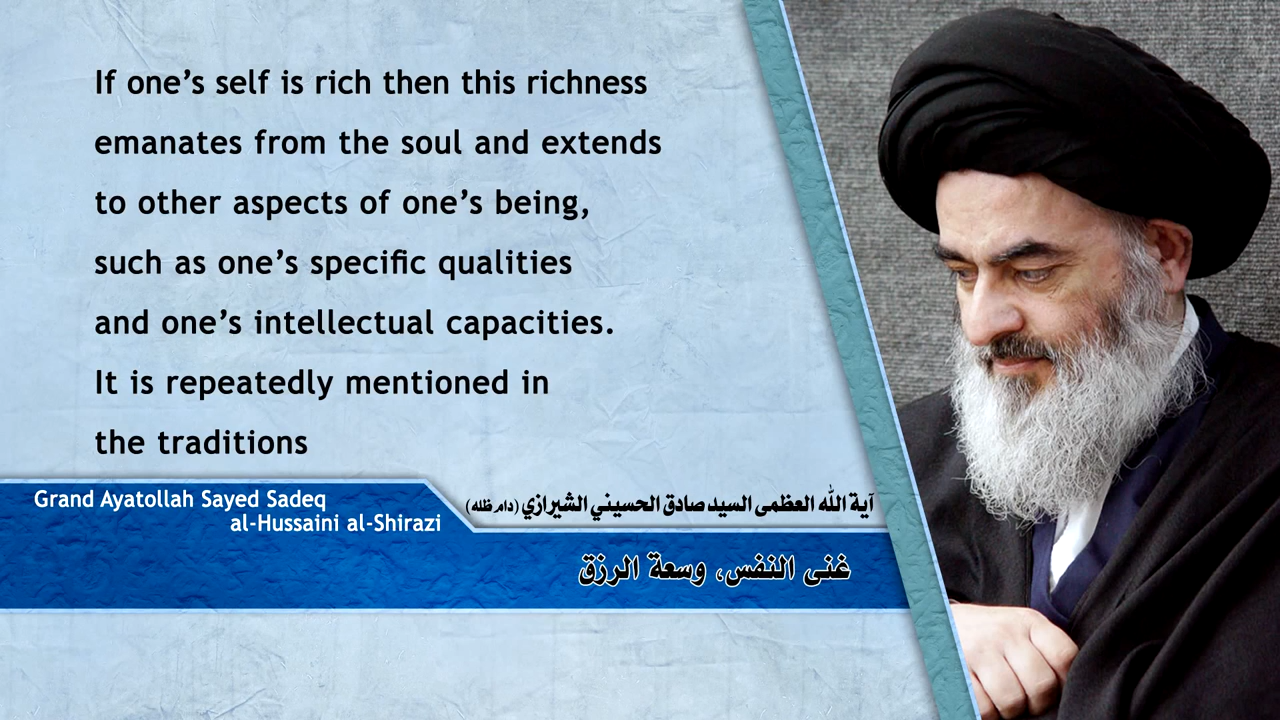 If one’s self is rich then this richness
emanates from the soul and extends
to other aspects of one’s being,
such as one’s specific qualities
and one’s intellectual capacities.
It is repeatedly mentioned in
the traditions
Grand Ayatollah Sayed Sadeq
al-Hussaini al-Shirazi
آية الله العظمى السيد صادق الحسيني الشيرازي (دام ظله)
غنى النفس، وسعة الرزق